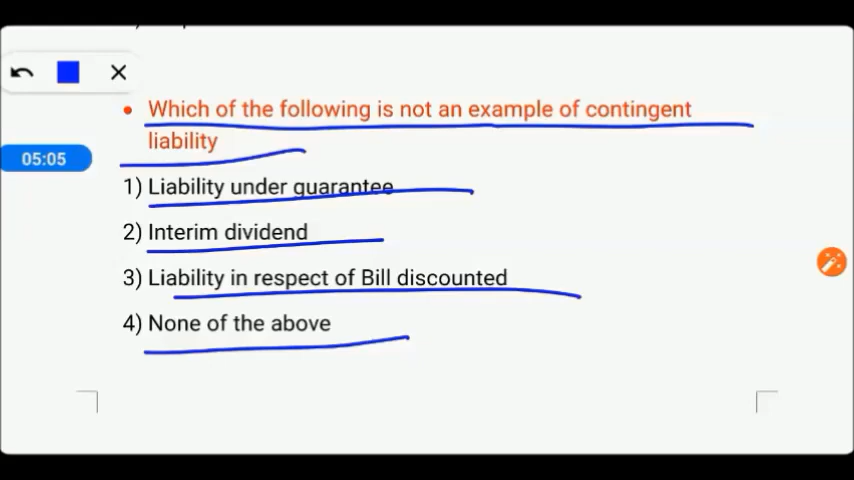 05:05
• Which of the following is not an example of contingent
liability
1) Liability under guarantee
2) Interim dividend
3) Liability in respect of Bill discounted
4) None of the above